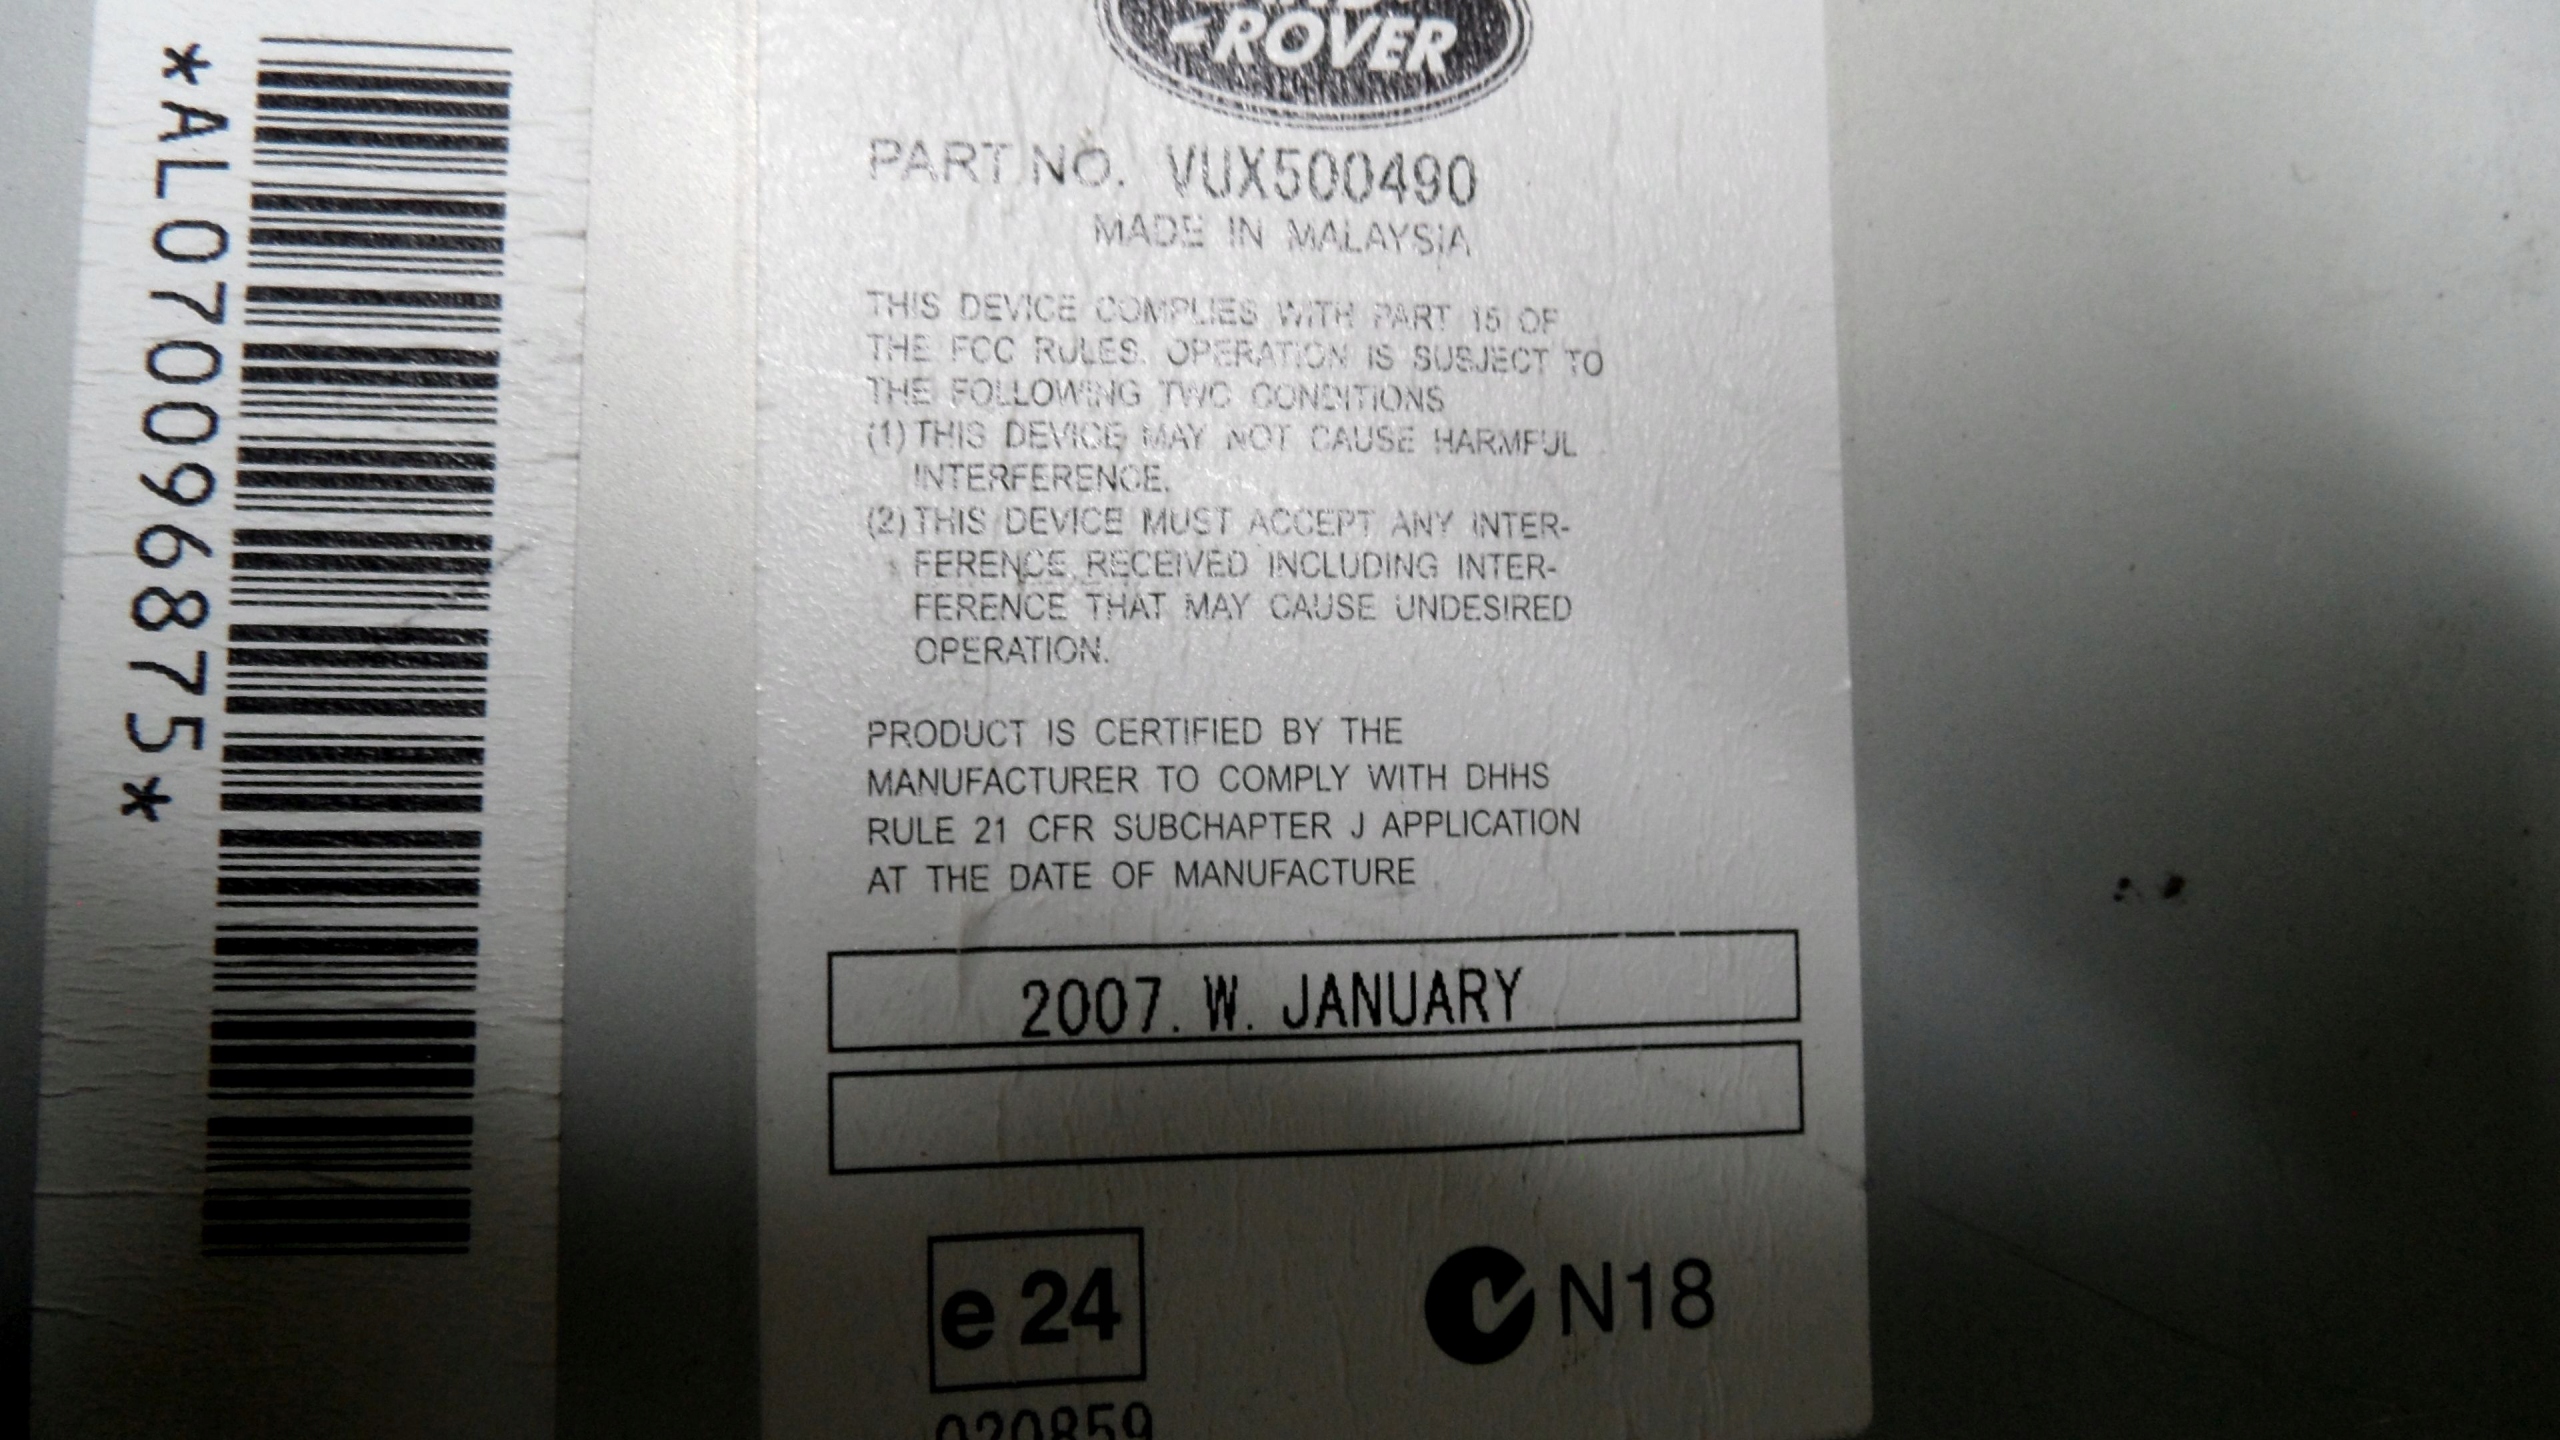 *AL070096875*
ROVER
PART NO. VUX500490
MADE IN MALAYSIA
THIS DEVICE COMPLIES WITH PART 15 OF
THE FCC RULES. OPERATION IS SUBJECT TO
THE FOLLOWING TWO CONDITIONS
(1) THIS DEVICE MAY NOT CAUSE HARMFUL
INTERFERENCE.
(2) THIS DEVICE MUST ACCEPT ANY INTER-
FERENCE RECEIVED INCLUDING INTER-
FERENCE THAT MAY CAUSE UNDESIRED
OPERATION.
PRODUCT IS CERTIFIED BY THE
MANUFACTURER TO COMPLY WITH DHHS
RULE 21 CFR SUBCHAPTER J APPLICATION
AT THE DATE OF MANUFACTURE
2007. W. JANUARY
e 24
N18
020859